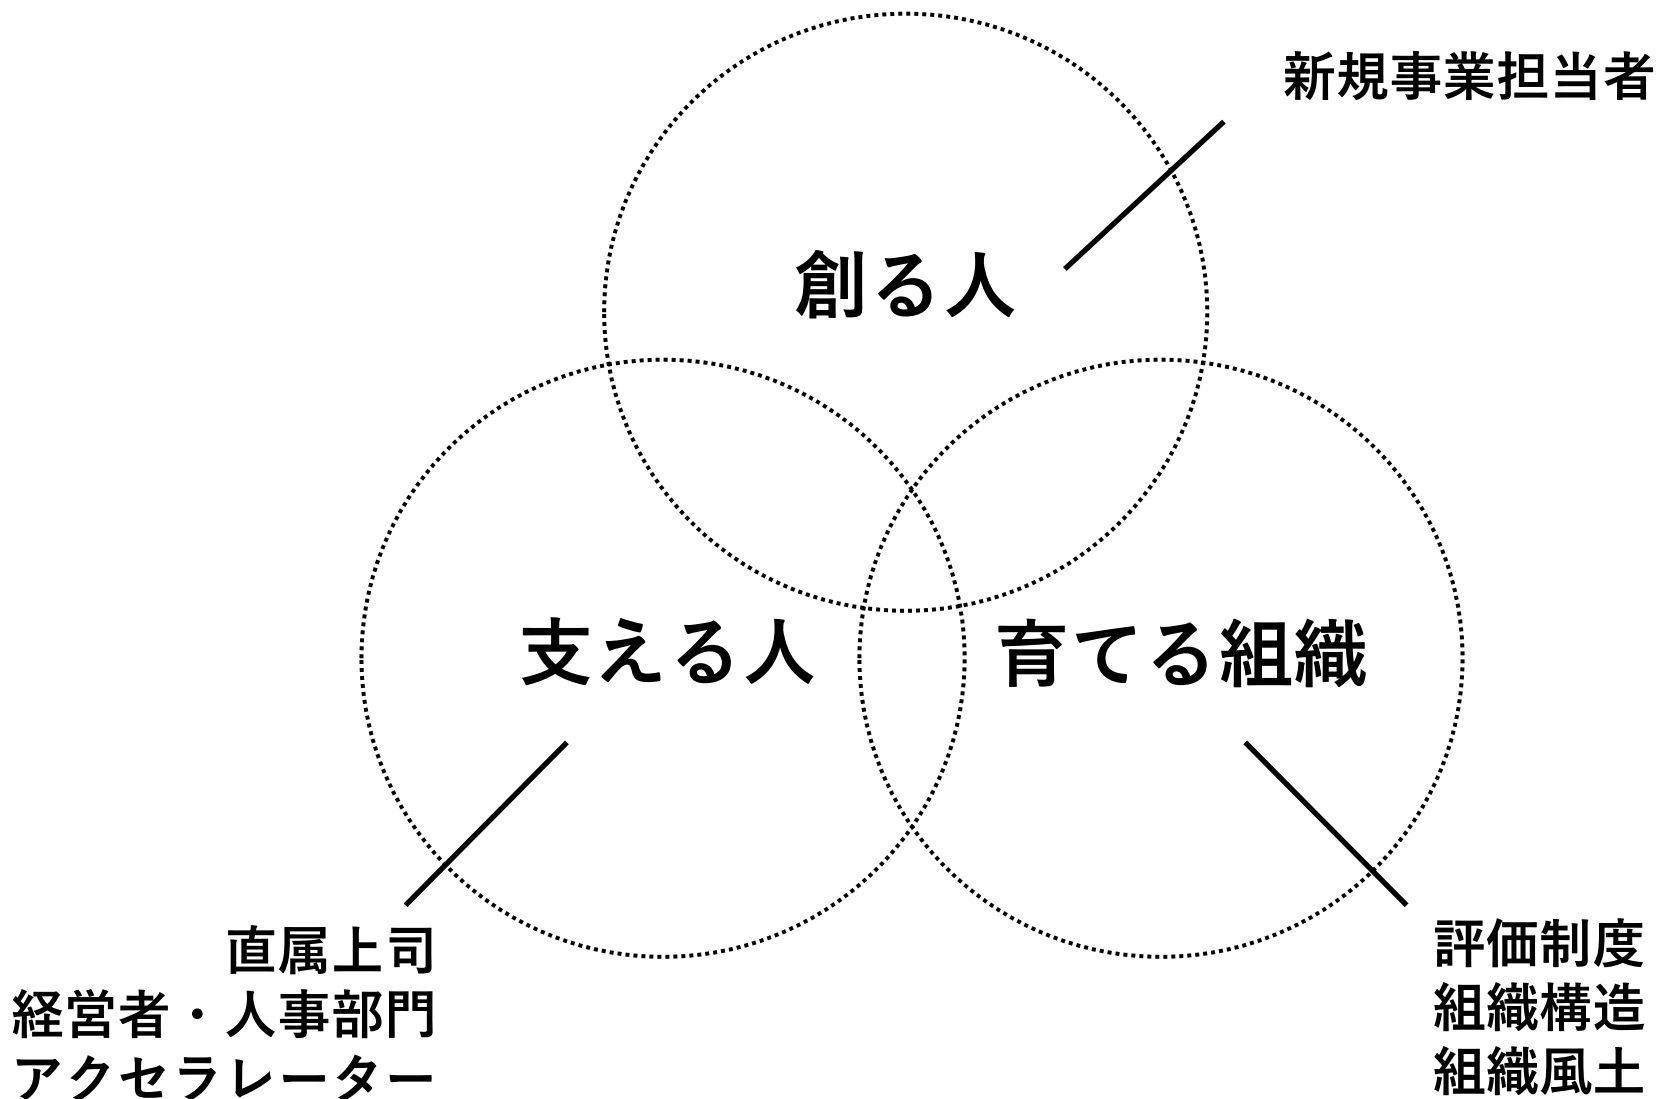 新規事業担当者
創る人
支える人
育てる組織
直属上司
経営者・人事部門
アクセラレーター
評価制度
組織構造
組織風土